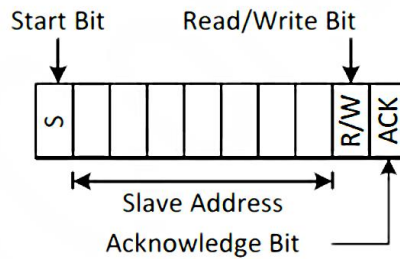 Start Bit
Read/Write Bit
S
R/W
ACK
Slave Address
Acknowledge Bit